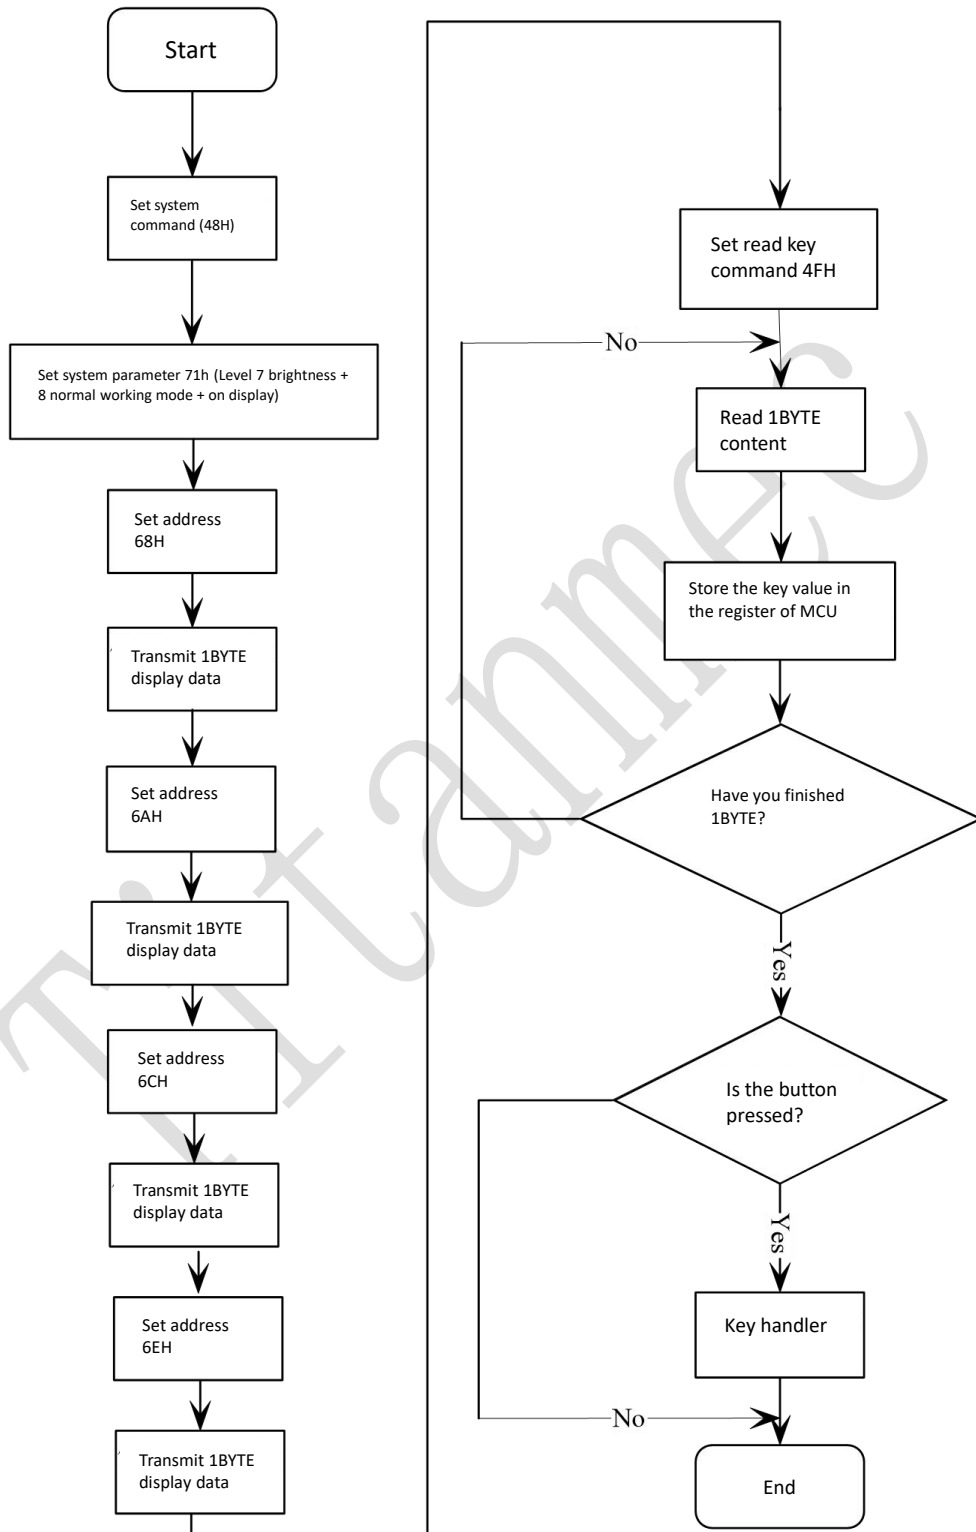 Start
Set system
command (48H)
Set system parameter 71h (Level 7 brightness +
8 normal working mode + on display)
Set address
68H
Transmit 1BYTE
display data
Set address
6AH
Transmit 1BYTE
display data
Set address
6CH
Transmit 1BYTE
display data
Set address
6EH
Transmit 1BYTE
display data
Set read key
command 4FH
No
Read 1BYTE
content
Store the key value in
the register of MCU
Have you finished
1BYTE?
Yes
Is the button
pressed?
Yes
Key handler
No
End
Titanmec